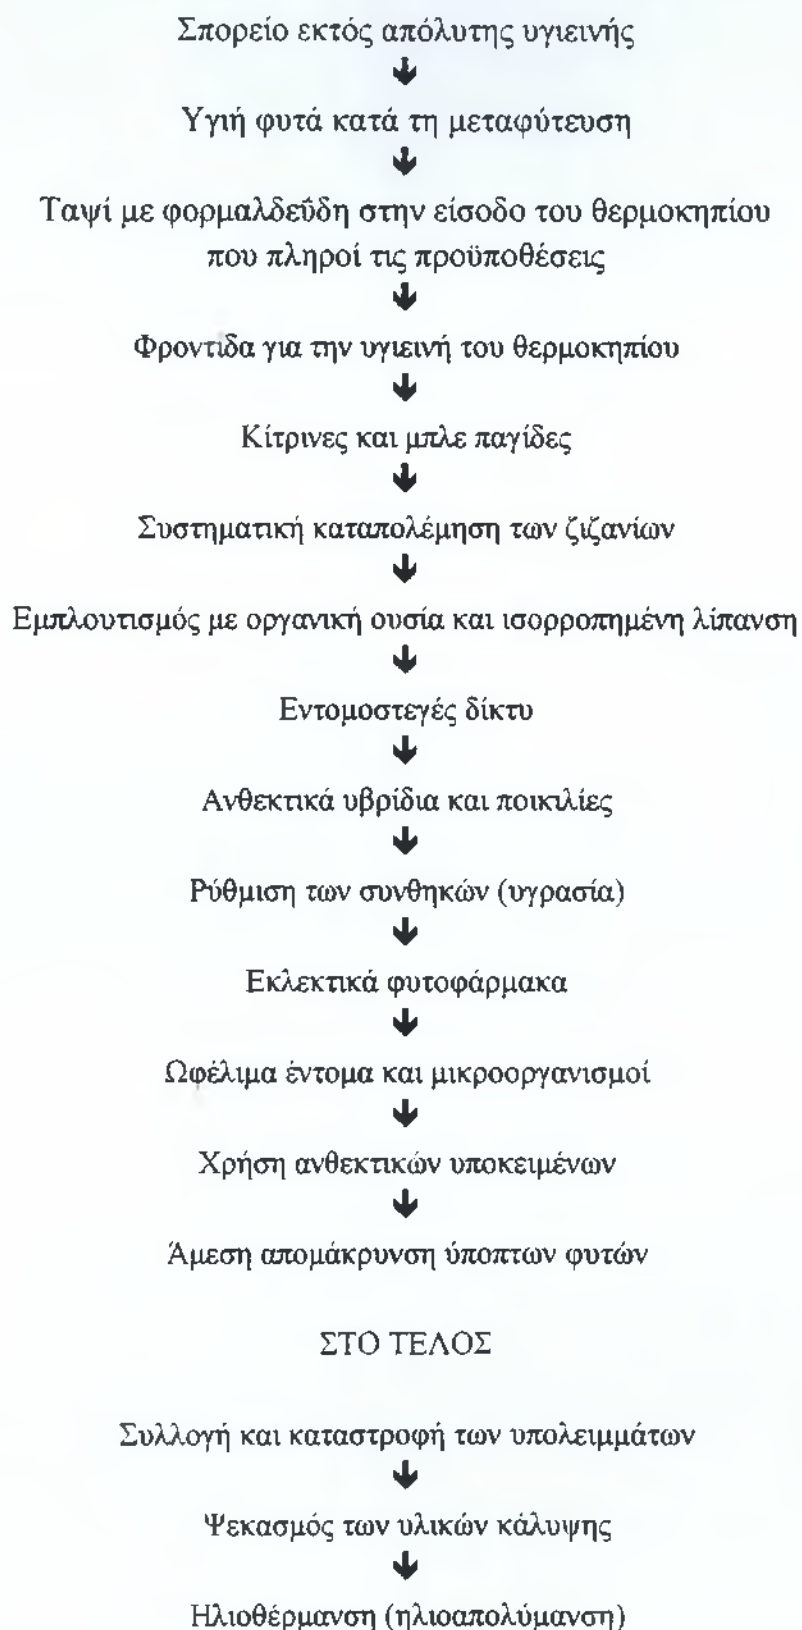 Σπορείο εκτός απόλυτης υγιεινής
Υγιή φυτά κατά τη μεταφύτευση
Ταψί με φορμαλδεΰδη στην είσοδο του θερμοκηπίου
που πληροί τις προϋποθέσεις
Φροντίδα για την υγιεινή του θερμοκηπίου
Κίτρινες και μπλε παγίδες
Συστηματική καταπολέμηση των ζιζανίων
Εμπλουτισμός με οργανική ουσία και ισορροπημένη λίπανση
Εντομοστεγές δίκτυ
Ανθεκτικά υβρίδια και ποικιλίες
Ρύθμιση των συνθηκών (υγρασία)
Εκλεκτικά φυτοφάρμακα
Ωφέλιμα έντομα και μικροοργανισμοί
Χρήση ανθεκτικών υποκειμένων
Άμεση απομάκρυνση ύποπτων φυτών
ΣΤΟ ΤΕΛΟΣ
Συλλογή και καταστροφή των υπολειμμάτων
Ψεκασμός των υλικών κάλυψης
Ηλιοθέρμανση (ηλιοαπολύμανση)